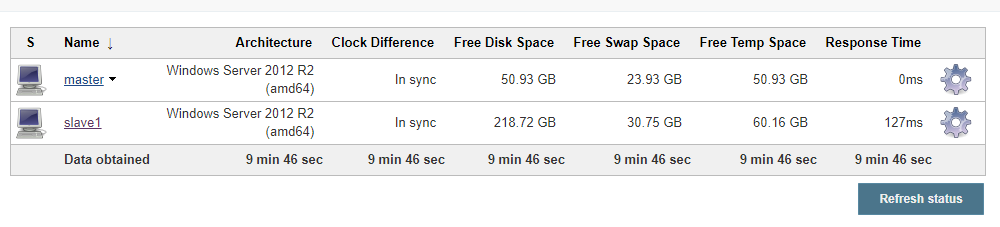 S Name ↓ Architecture Clock Difference Free Disk Space Free Swap Space Free Temp Space Response Time
master Windows Server 2012 R2 (amd64) In sync 50.93 GB 23.93 GB 50.93 GB 0ms
slave1 Windows Server 2012 R2 (amd64) In sync 218.72 GB 30.75 GB 60.16 GB 127ms
Data obtained 9 min 46 sec 9 min 46 sec 9 min 46 sec 9 min 46 sec 9 min 46 sec 9 min 46 sec
Refresh status